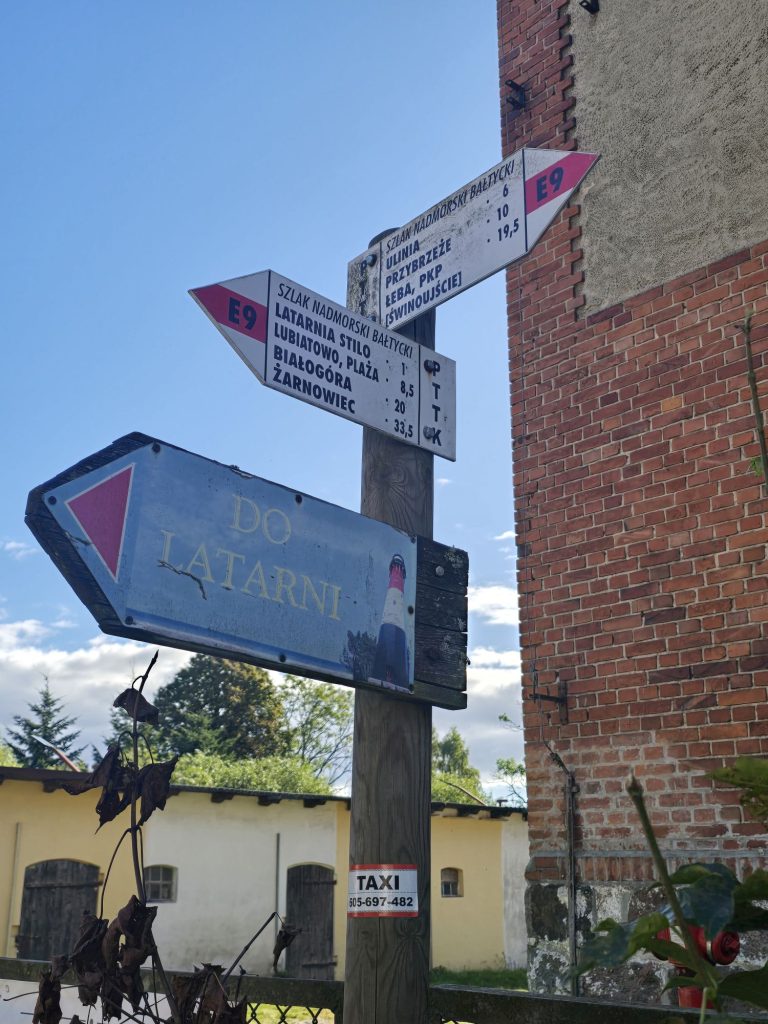 SZLAK NADMORSKI BAŁTYCKI
E9
ULINIA · 6
PRZYBRZEŻE · 10
ŁEBA, PKP · 19,5
[ŚWINOUJŚCIE]
E9
SZLAK NADMORSKI BAŁTYCKI
LATARNIA STILO · 1
LUBIATOWO, PLAŻA · 8,5
BIAŁOGÓRA · 20
ŻARNOWIEC · 33,5
PTTK
DO
LATARNI
TAXI
605-697-482